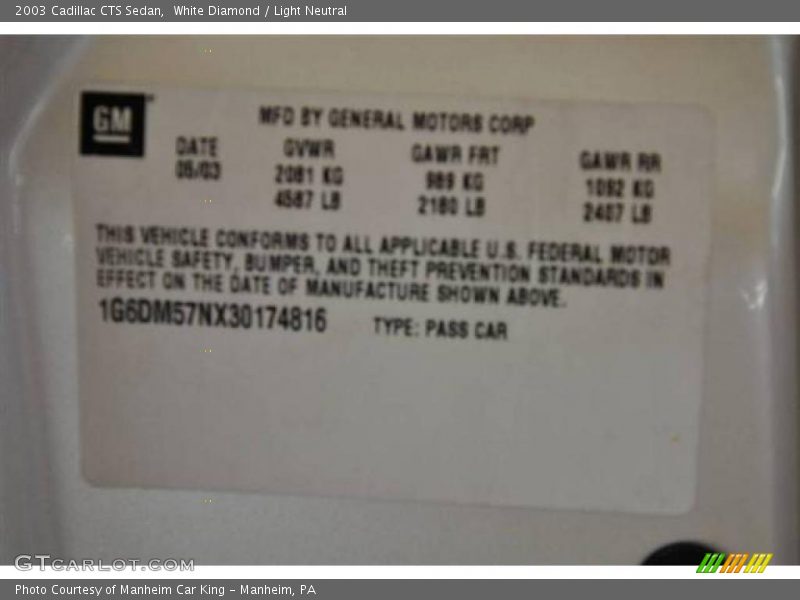 2003 Cadillac CTS Sedan,  White Diamond / Light Neutral
GM
MFD BY GENERAL MOTORS CORP
DATE GVWR GAWR FRT GAWR RR
05/03 2081 KG 989 KG 1092 KG
4587 LB 2180 LB 2407 LB
THIS VEHICLE CONFORMS TO ALL APPLICABLE U.S. FEDERAL MOTOR
VEHICLE SAFETY, BUMPER, AND THEFT PREVENTION STANDARDS IN
EFFECT ON THE DATE OF MANUFACTURE SHOWN ABOVE.
1G6DM57NX30174816 TYPE: PASS CAR
GTCARLOT.COM
Photo Courtesy of Manheim Car King - Manheim, PA